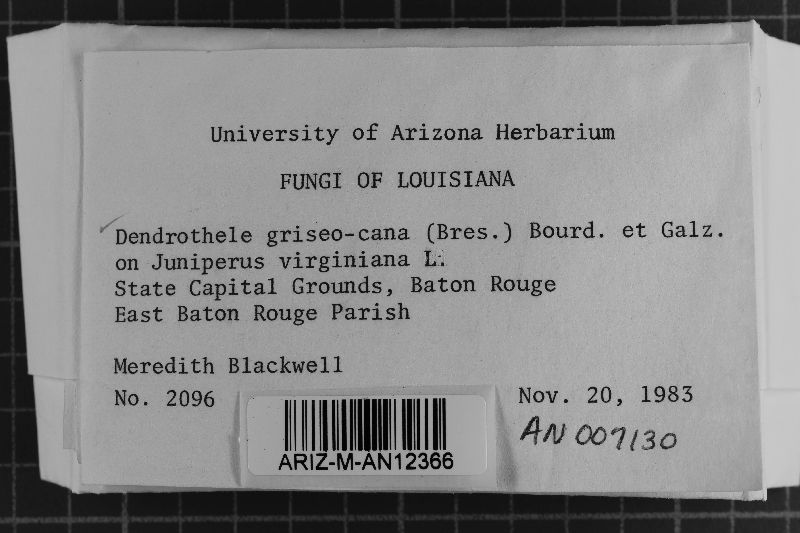 University of Arizona Herbarium
FUNGI OF LOUISIANA
Dendrothele griseo-cana (Bres.) Bourd. et Galz.
on Juniperus virginiana L.
State Capital Grounds, Baton Rouge
East Baton Rouge Parish
Meredith Blackwell
No. 2096
Nov. 20, 1983
AN 007130
ARIZ-M-AN12366